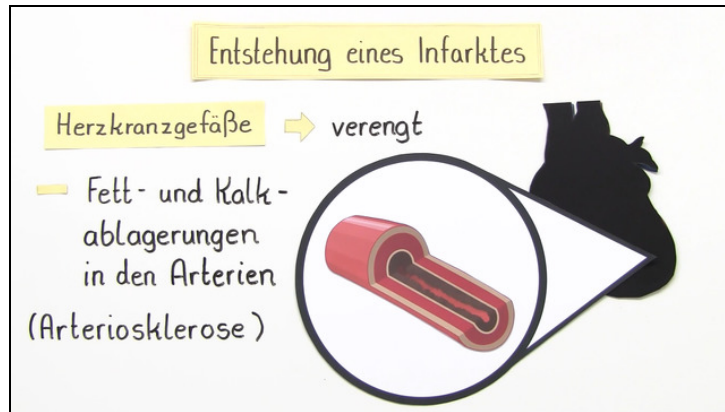 Entstehung eines Infarktes
Herzkranzgefäße verengt
Fett- und Kalk-
ablagerungen
in den Arterien
(Arteriosklerose)